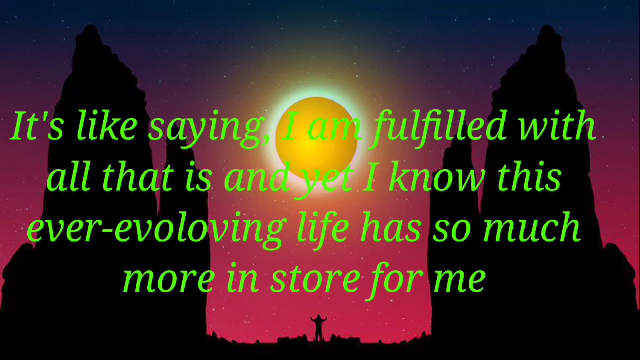 It's like saying, I am fulfilled with
all that is and yet I know this
ever-evoloving life has so much
more in store for me